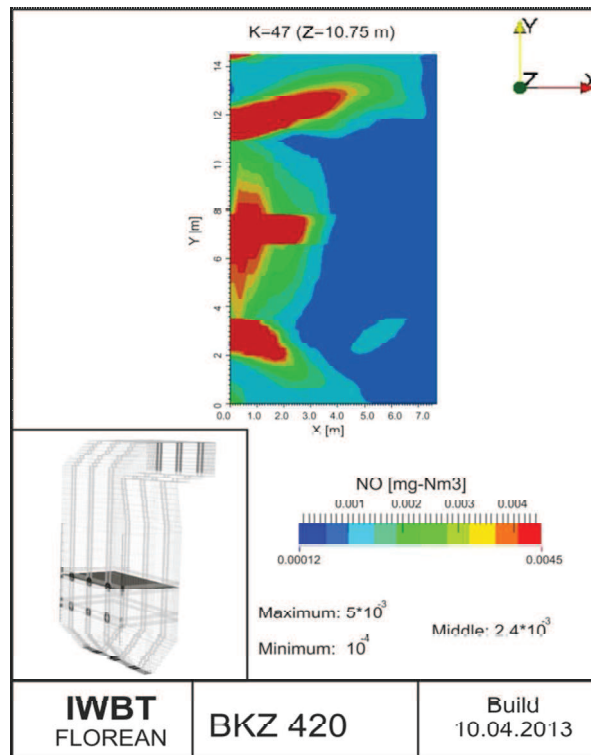 K=47 (Z=10.75 m)
Y
Z
X
14
12
10
8
6
4
2
0
Y [m]
0.0 1.0 2.0 3.0 4.0 5.0 6.0 7.0
X [m]
NO [mg-Nm3]
0.001 0.002 0.003 0.004
0.00012 0.0045
Maximum: 5*10-3
Middle: 2.4*10-3
Minimum: 10-4
IWBT
FLOREAN
BKZ 420
Build
10.04.2013